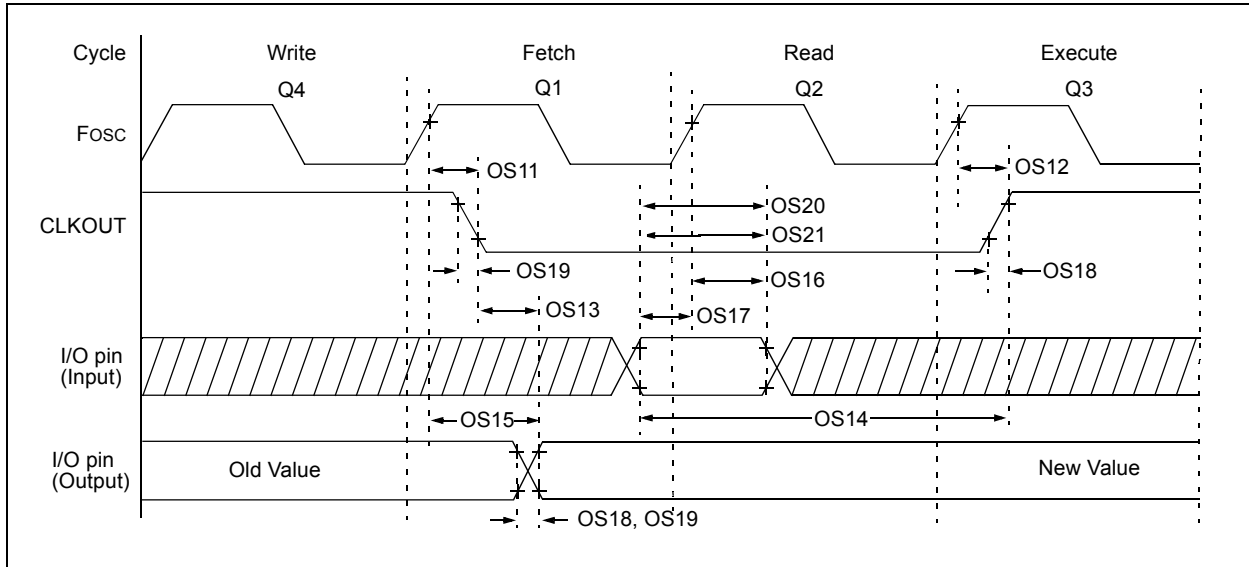 Cycle Write Fetch Read Execute
Q4 Q1 Q2 Q3
FOSC
OS11 OS12
OS20
CLKOUT
OS21
OS19 OS16 OS18
OS13 OS17
I/O pin
(Input)
OS15 OS14
I/O pin
(Output)
Old Value New Value
OS18, OS19